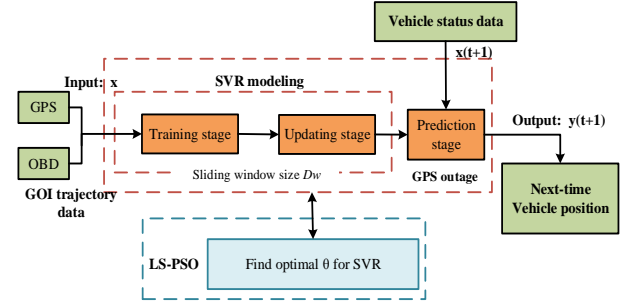 Vehicle status data
x(t+1)
Input: x
SVR modeling
GPS
OBD
Training stage
Updating stage
Prediction
stage
Output: y(t+1)
Sliding window size Dw
GPS outage
GOI trajectory
data
Next-time
Vehicle position
LS-PSO
Find optimal θ for SVR